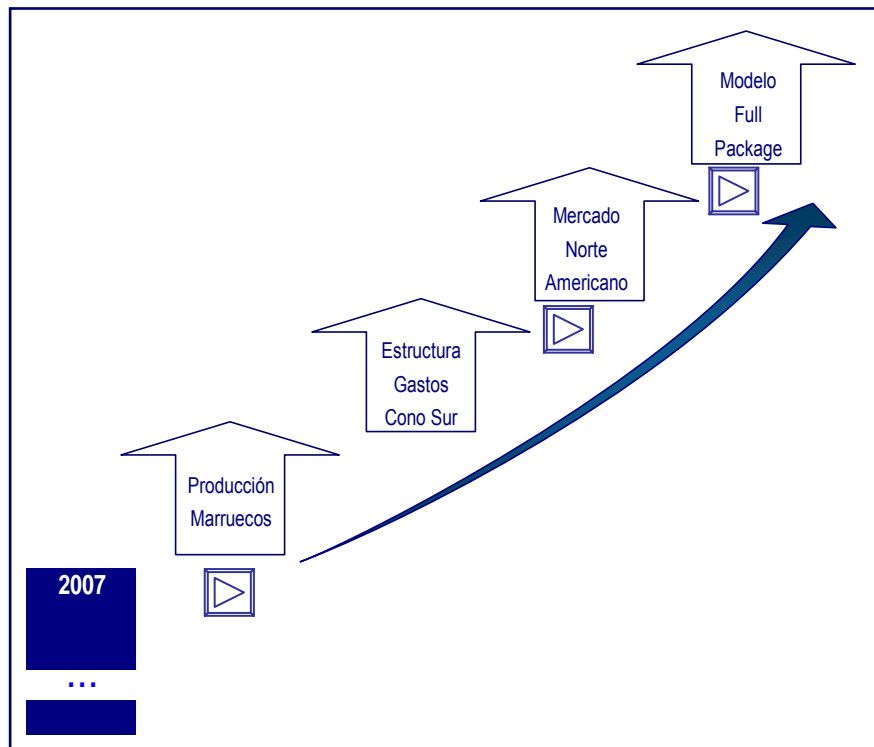 Modelo
Full
Package
Mercado
Norte
Americano
Estructura
Gastos
Cono Sur
Producción
Marruecos
2007
...